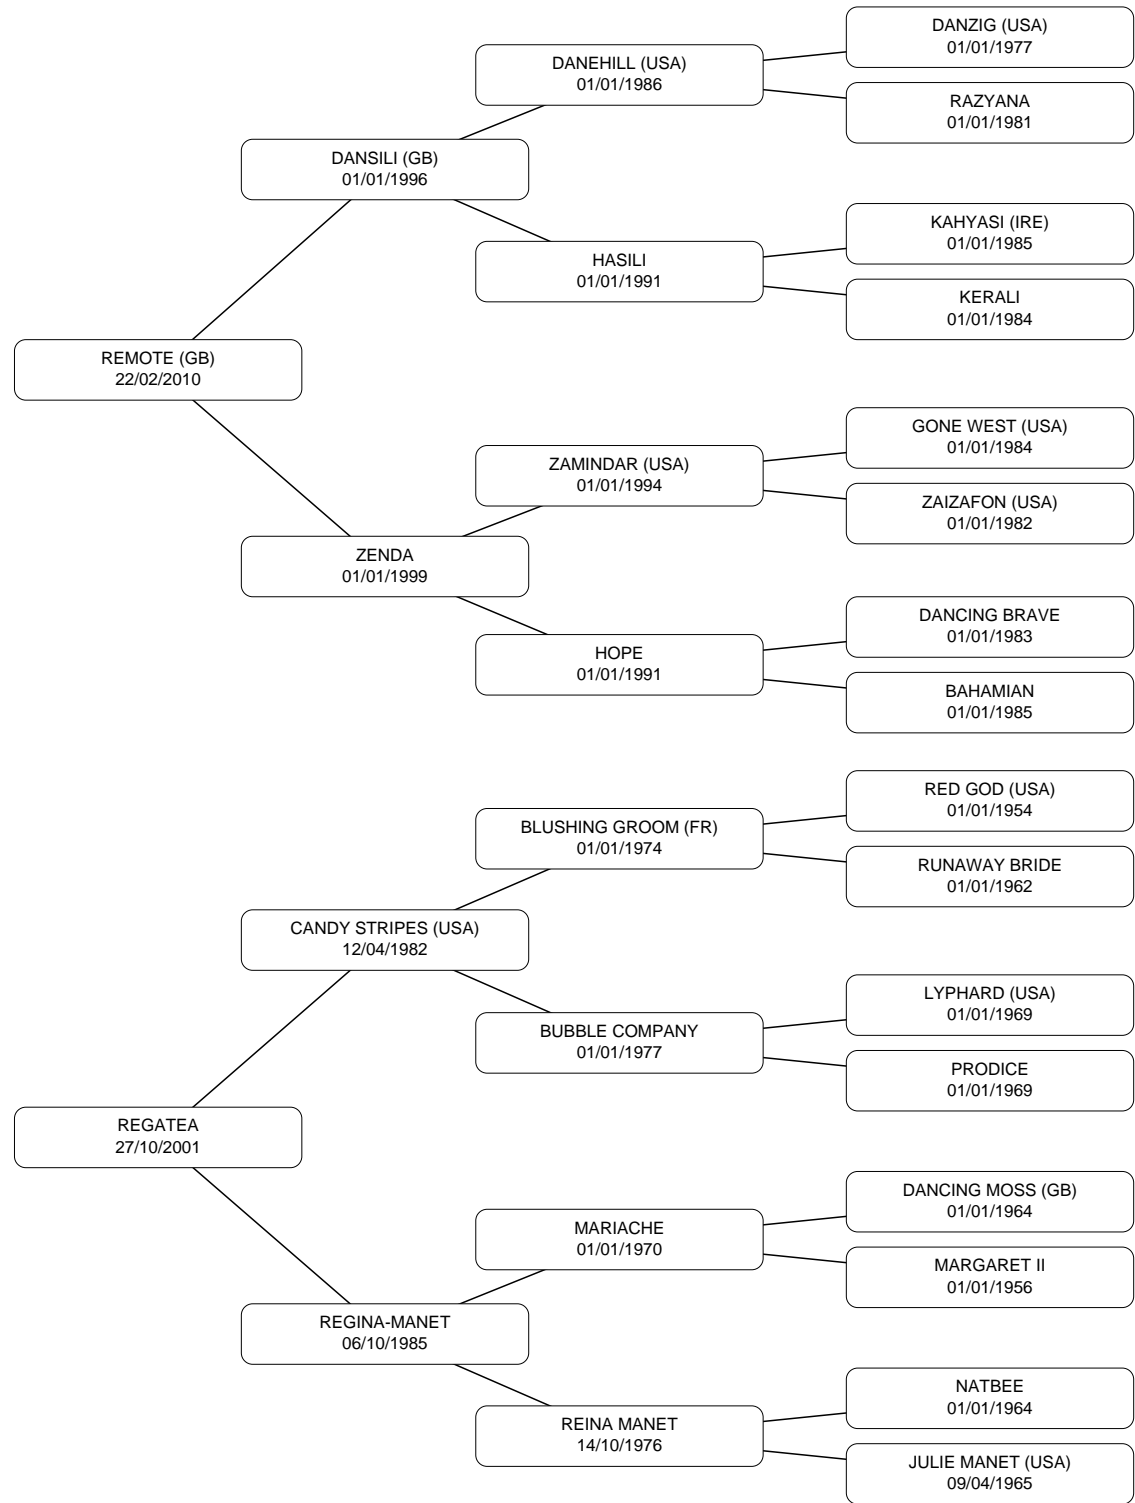 DANZIG (USA)
01/01/1977
DANEHILL (USA)
01/01/1986
RAZYANA
01/01/1981
DANSILI (GB)
01/01/1996
KAHYASI (IRE)
01/01/1985
HASILI
01/01/1991
KERALI
01/01/1984
REMOTE (GB)
22/02/2010
GONE WEST (USA)
01/01/1984
ZAMINDAR (USA)
01/01/1994
ZAIZAFON (USA)
01/01/1982
ZENDA
01/01/1999
DANCING BRAVE
01/01/1983
HOPE
01/01/1991
BAHAMIAN
01/01/1985
RED GOD (USA)
01/01/1954
BLUSHING GROOM (FR)
01/01/1974
RUNAWAY BRIDE
01/01/1962
CANDY STRIPES (USA)
12/04/1982
LYPHARD (USA)
01/01/1969
BUBBLE COMPANY
01/01/1977
PRODICE
01/01/1969
REGATEA
27/10/2001
DANCING MOSS (GB)
01/01/1964
MARIACHE
01/01/1970
MARGARET II
01/01/1956
REGINA-MANET
06/10/1985
NATBEE
01/01/1964
REINA MANET
14/10/1976
JULIE MANET (USA)
09/04/1965